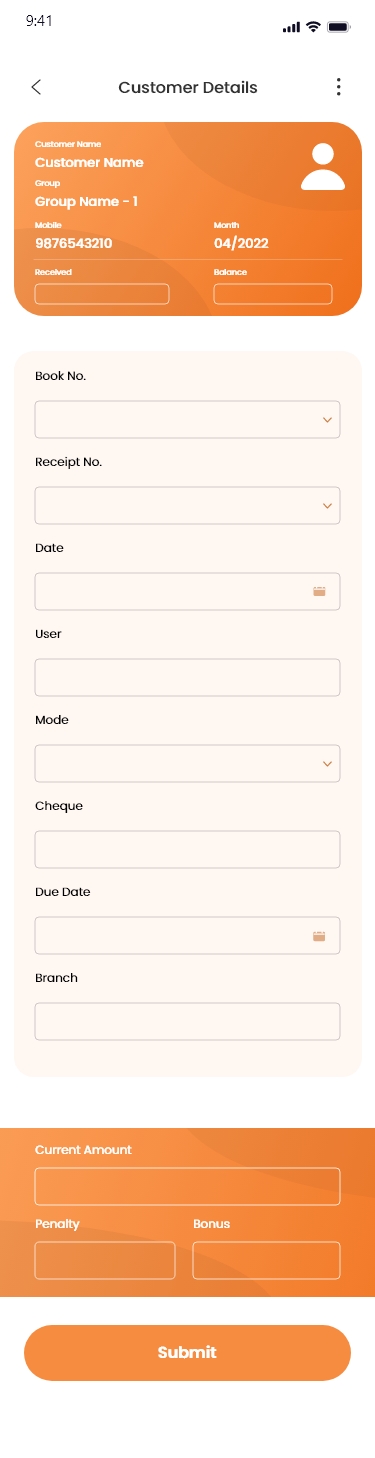 9:41
Customer Details
Customer Name
Customer Name
Group
Group Name - 1
Mobile Month
9876543210 04/2022
Received Balance
Book No.
Receipt No.
Date
User
Mode
Cheque
Due Date
Branch
Current Amount
Penalty Bonus
Submit